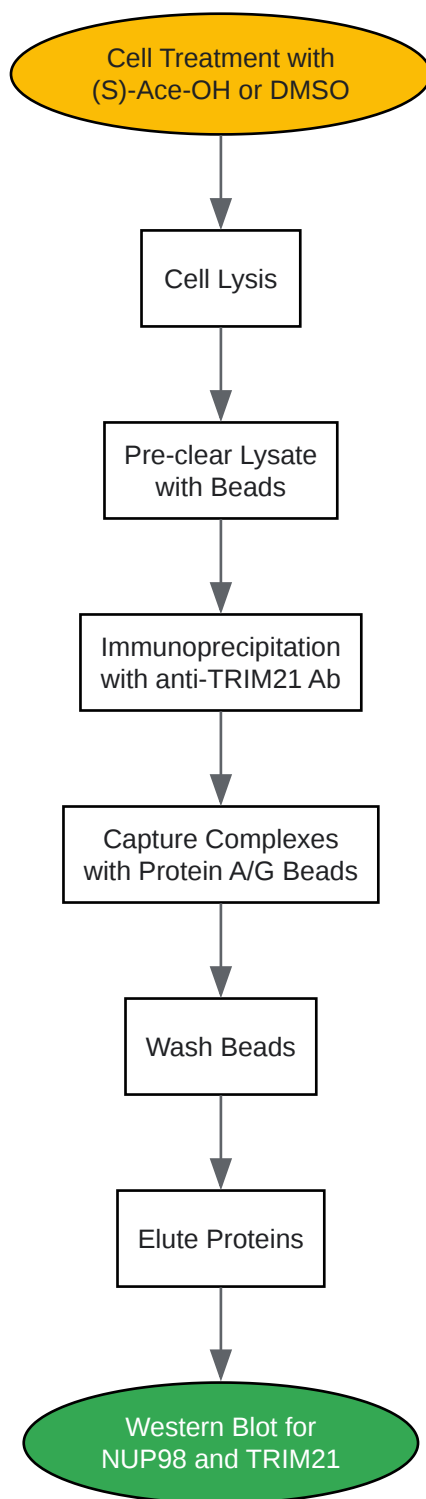 Cell Treatment with
(S)-Ace-OH or DMSO
Cell Lysis
Pre-clear Lysate
with Beads
Immunoprecipitation
with anti-TRIM21 Ab
Capture Complexes
with Protein A/G Beads
Wash Beads
Elute Proteins
Western Blot for
NUP98 and TRIM21